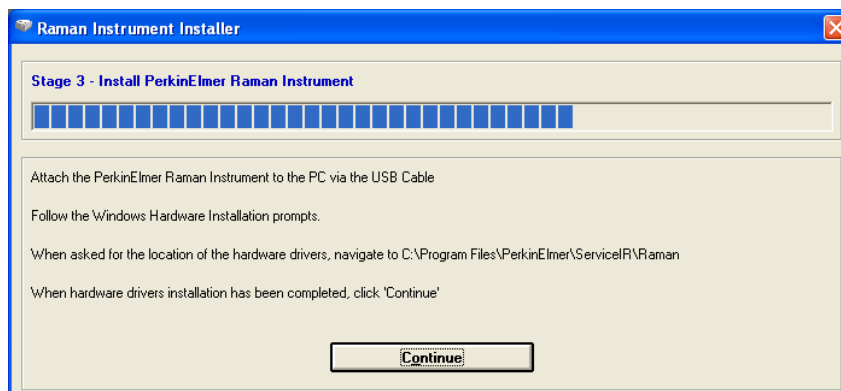 Raman Instrument Installer
Stage 3 - Install PerkinElmer Raman Instrument
Attach the PerkinElmer Raman Instrument to the PC via the USB Cable
Follow the Windows Hardware Installation prompts.
When asked for the location of the hardware drivers, navigate to C:\Program Files\PerkinElmer\ServiceIR\Raman
When hardware drivers installation has been completed, click 'Continue'
Continue